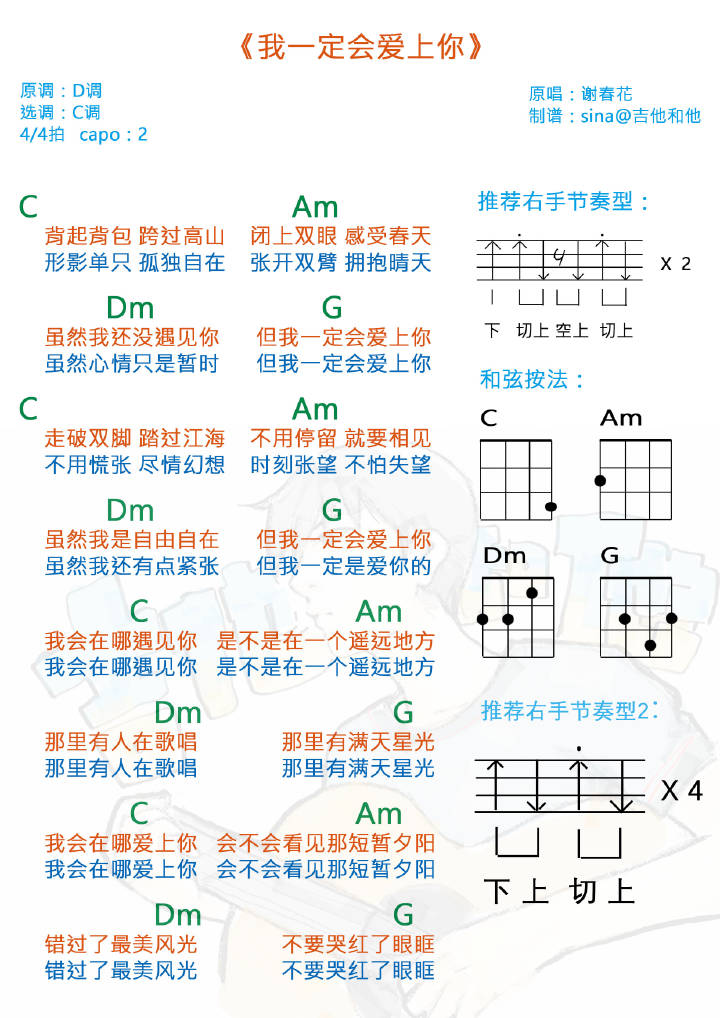 《我一定会爱上你》
原调：D调
选调：C调
4/4拍 capo：2
原唱：谢春花
制谱：sina@吉他和他
C Am
背起背包 跨过高山 闭上双眼 感受春天
形影单只 孤独自在 张开双臂 拥抱晴天
Dm G
虽然我还没遇见你 但我一定会爱上你
虽然心情只是暂时 但我一定会爱上你
C Am
走破双脚 踏过江海 不用停留 就要相见
不用慌张 尽情幻想 时刻张望 不怕失望
Dm G
虽然我是自由自在 但我一定会爱上你
虽然我还有点紧张 但我一定是爱你的
C Am
我会在哪遇见你 是不是在一个遥远地方
我会在哪遇见你 是不是在一个遥远地方
Dm G
那里有人在歌唱 那里有满天星光
那里有人在歌唱 那里有满天星光
C Am
我会在哪爱上你 会不会看见那短暂夕阳
我会在哪爱上你 会不会看见那短暂夕阳
Dm G
错过了最美风光 不要哭红了眼眶
错过了最美风光 不要哭红了眼眶
推荐右手节奏型：
X 2
下 切上 空上 切上
和弦按法：
C Am
Dm G
推荐右手节奏型2：
X 4
下 上 切 上